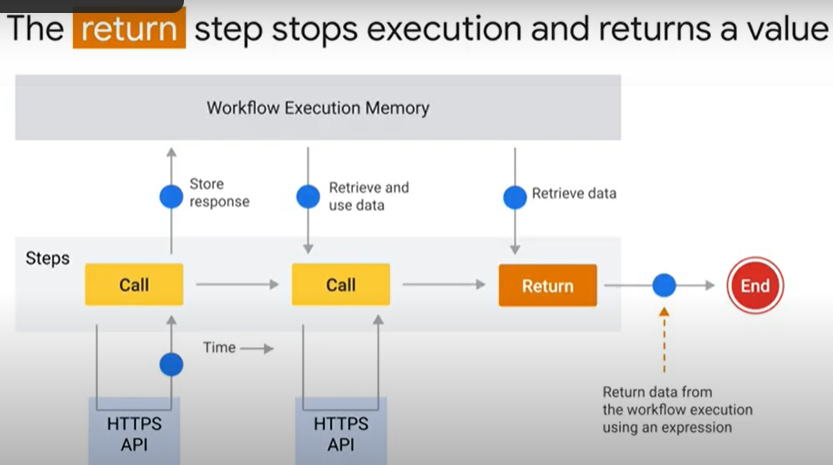 The return step stops execution and returns a value
Workflow Execution Memory
Store
response
Retrieve and
use data
Retrieve data
Steps
Call
Call
Return
End
Time
Return data from
the workflow execution
using an expression
HTTPS
API
HTTPS
API